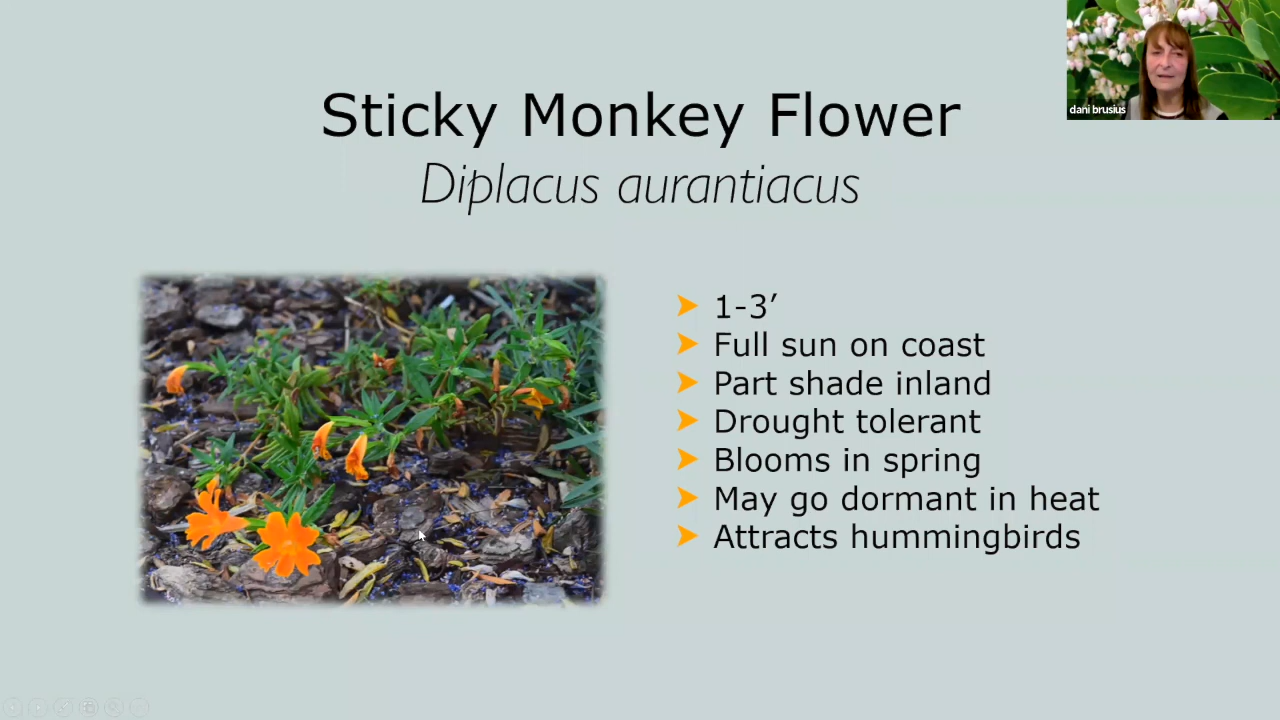 Sticky Monkey Flower
Diplacus aurantiacus
1-3’
Full sun on coast
Part shade inland
Drought tolerant
Blooms in spring
May go dormant in heat
Attracts hummingbirds
dani brusius